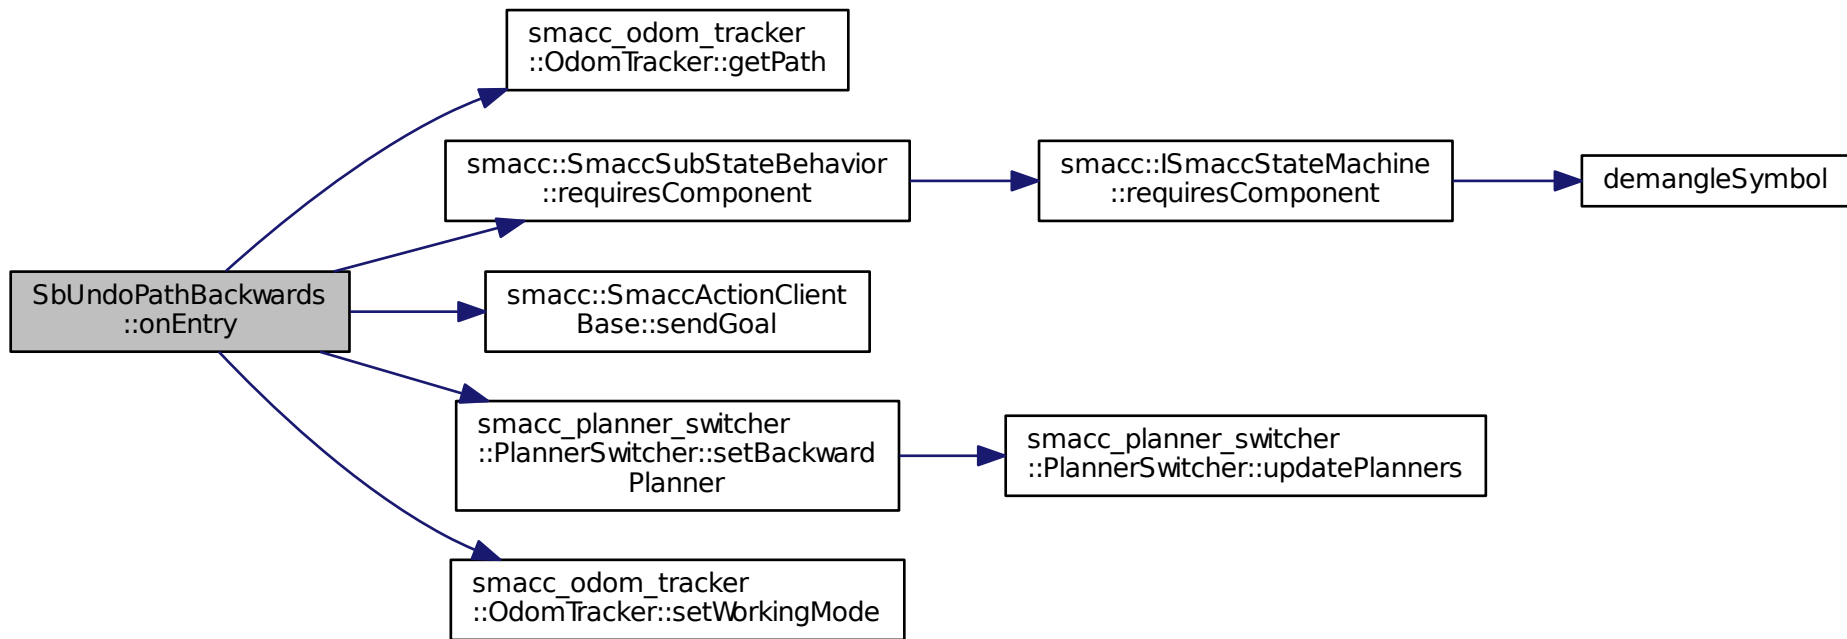 smacc_odom_tracker
::OdomTracker::getPath
smacc::SmaccSubStateBehavior
::requiresComponent
smacc::ISmaccStateMachine
::requiresComponent
demangleSymbol
SbUndoPathBackwards
::onEntry
smacc::SmaccActionClient
Base::sendGoal
smacc_planner_switcher
::PlannerSwitcher::setBackward
Planner
smacc_planner_switcher
::PlannerSwitcher::updatePlanners
smacc_odom_tracker
::OdomTracker::setWorkingMode